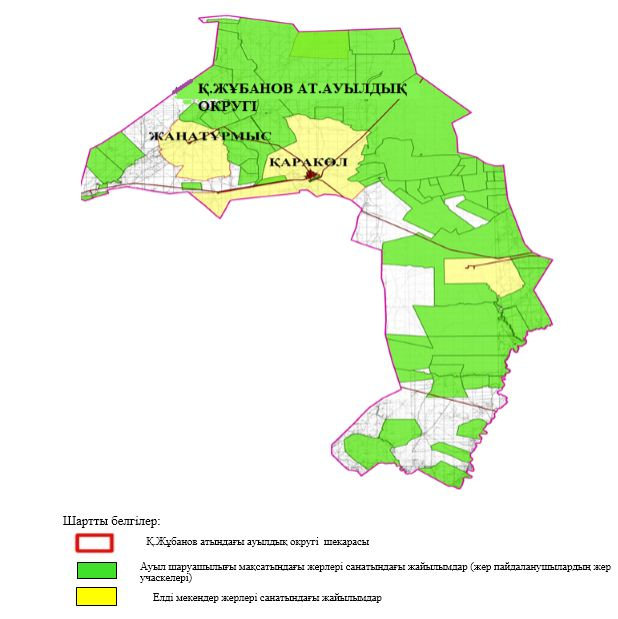 Қ.ЖҰБАНОВ АТ.АУЫЛДЫҚ
ОКРУГІ
ЖАҢАТҰРМЫС
ҚАРАКӨЛ
Шартты белгілер:
Қ.Жұбанов атындағы ауылдық округі шекарасы
Ауыл шаруашылығы мақсатындағы жерлері санатындағы жайылымдар (жер пайдаланушылардың жер
учаскелері)
Елді мекендер жерлері санатындағы жайылымдар